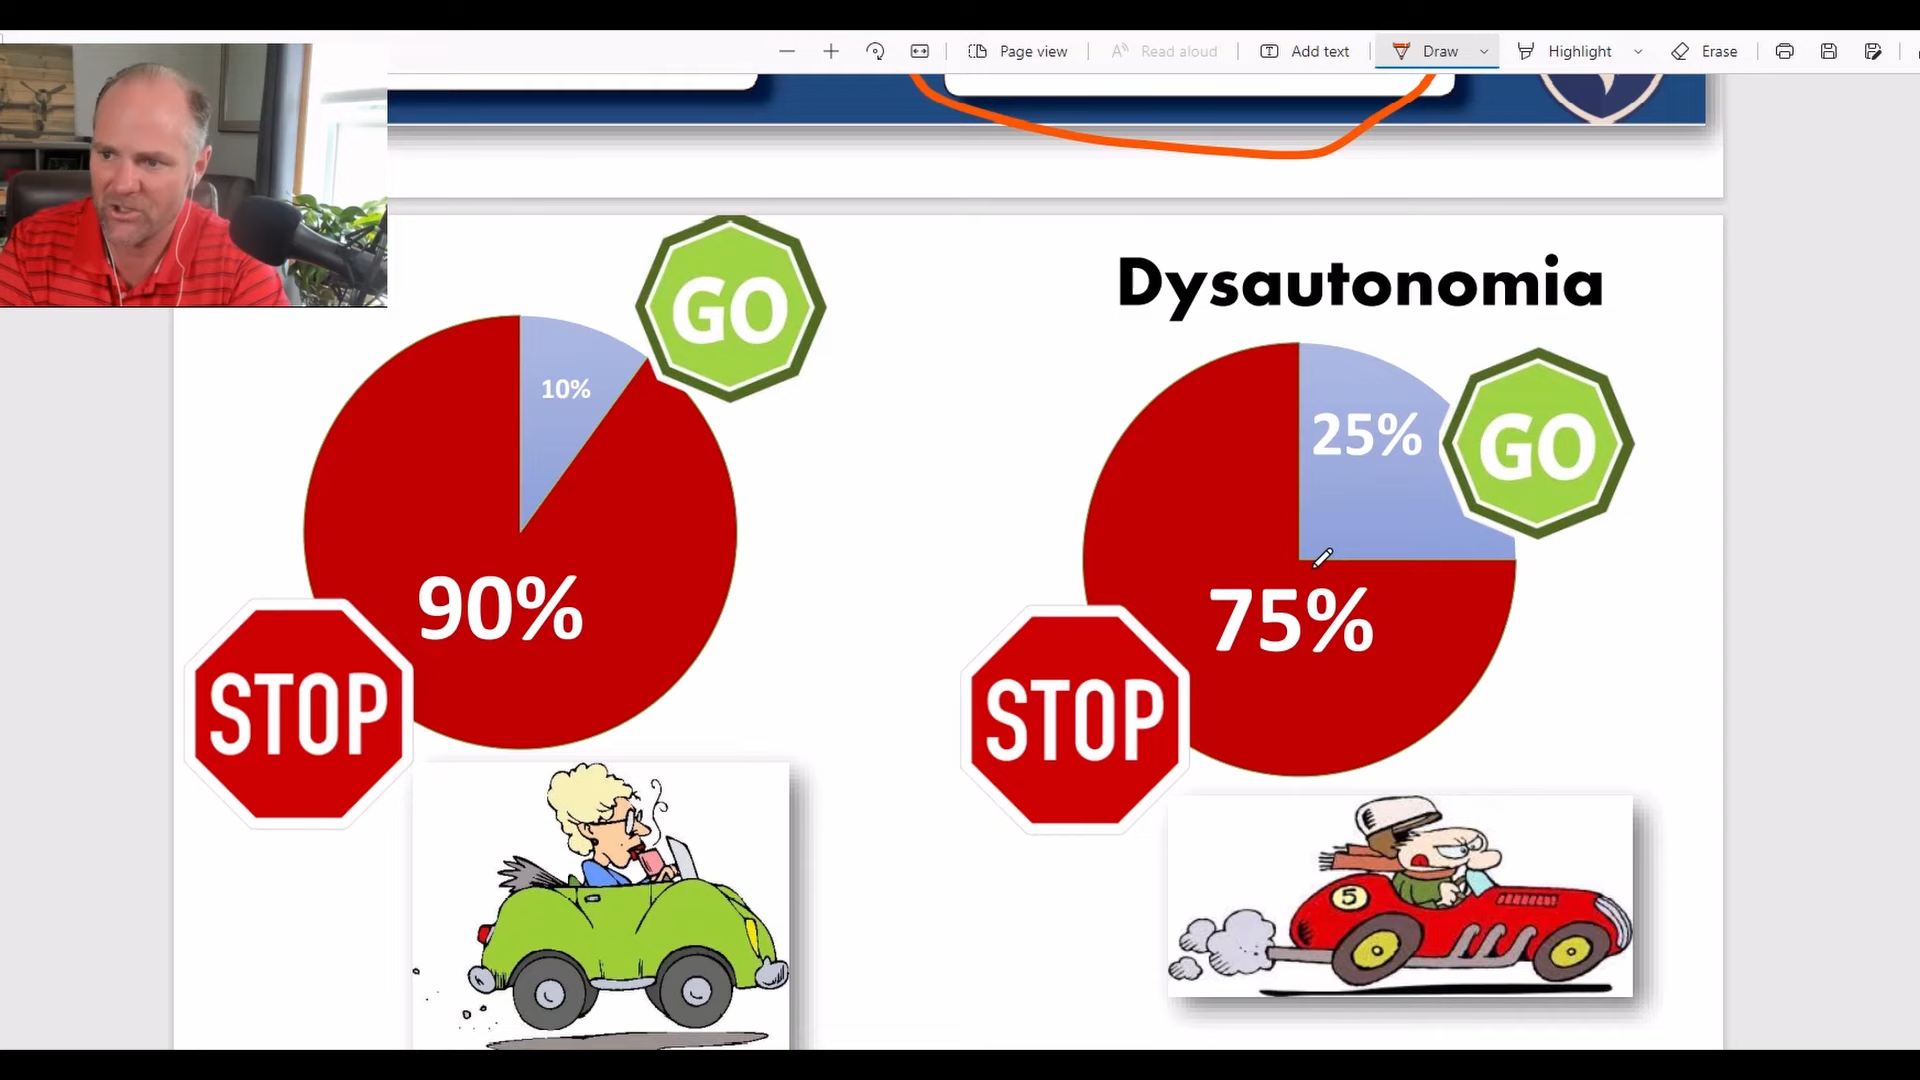 Page view
Read aloud
Add text
Draw
Highlight
Erase
GO
Dysautonomia
10%
25%
GO
90%
75%
STOP
STOP
5